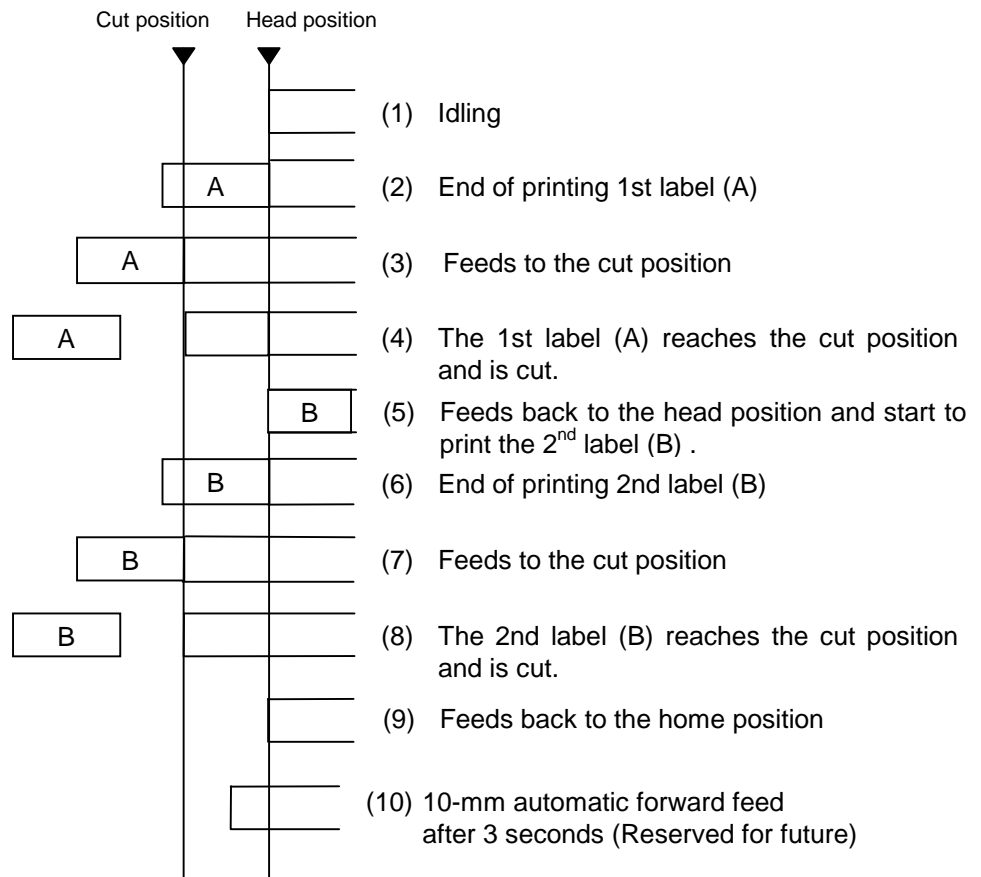 Cut position Head position
(1) Idling
A (2) End of printing 1st label (A)
A (3) Feeds to the cut position
A (4) The 1st label (A) reaches the cut position
and is cut.
B (5) Feeds back to the head position and start to
print the 2nd label (B) .
B (6) End of printing 2nd label (B)
B (7) Feeds to the cut position
B (8) The 2nd label (B) reaches the cut position
and is cut.
(9) Feeds back to the home position
(10) 10-mm automatic forward feed
after 3 seconds (Reserved for future)